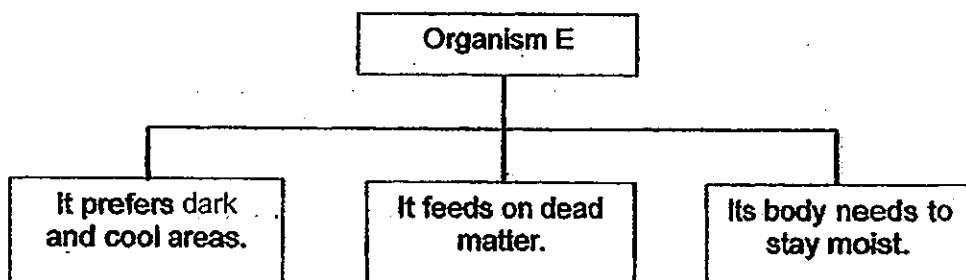 Organism E
It prefers dark
and cool areas.
It feeds on dead
matter.
Its body needs to
stay moist.